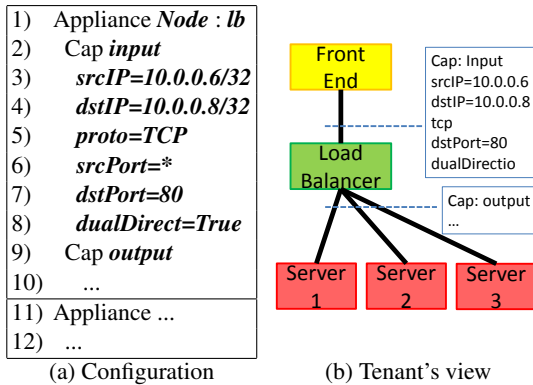 1) Appliance Node : lb
2) Cap input
3) srcIP=10.0.0.6/32
4) dstIP=10.0.0.8/32
5) proto=TCP
6) srcPort=*
7) dstPort=80
8) dualDirect=True
9) Cap output
10) ...
11) Appliance ...
12) ...
(a) Configuration
Front
End
Cap: Input
srcIP=10.0.0.6
dstIP=10.0.0.8
tcp
dstPort=80
dualDirectio
Load
Balancer
Cap: output
...
Server
1
Server
2
Server
3
(b) Tenant's view